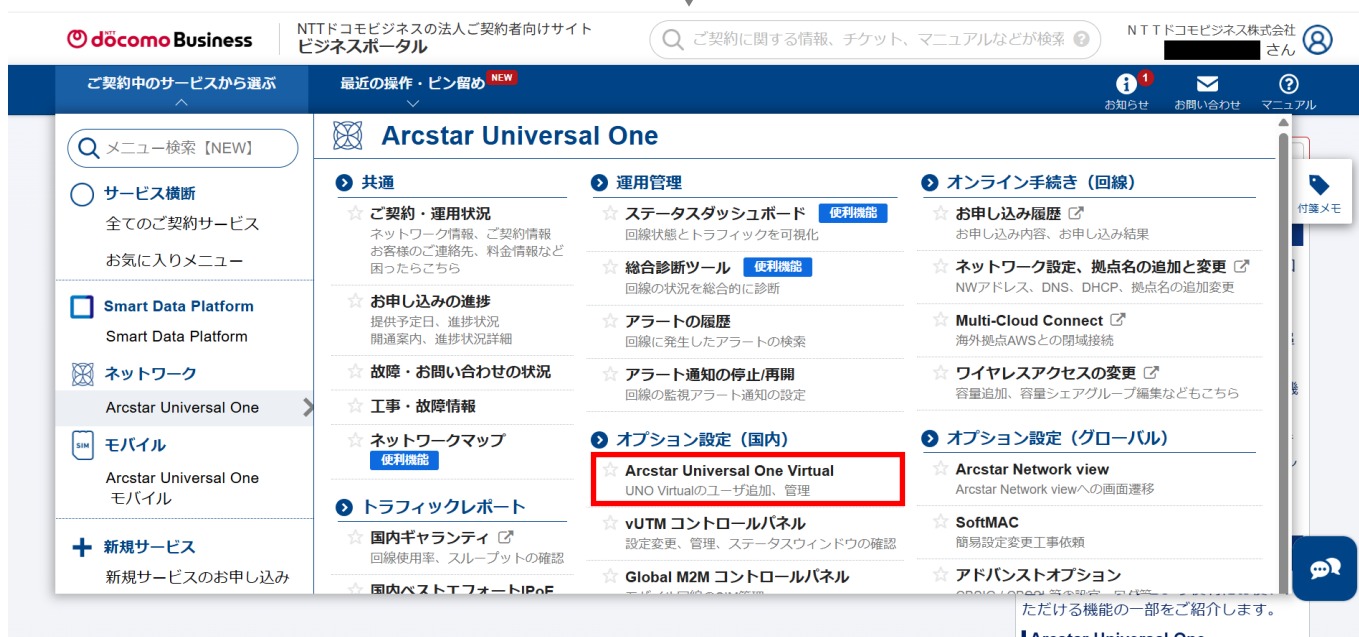 NTT döcomo Business
NTTドコモビジネスの法人ご契約者向けサイト
ビジネスポータル
ご契約に関する情報、チケット、マニュアルなどが検索
NTTドコモビジネス株式会社
さん
ご契約中のサービスから選ぶ
最近の操作・ピン留め NEW
1
お知らせ
お問い合わせ
マニュアル
メニュー検索【NEW】
サービス横断
全てのご契約サービス
お気に入りメニュー
Smart Data Platform
Smart Data Platform
ネットワーク
Arcstar Universal One
SIM モバイル
Arcstar Universal One
モバイル
新規サービス
新規サービスのお申し込み
Arcstar Universal One
共通
ご契約・運用状況
ネットワーク情報、ご契約情報
お客様のご連絡先、料金情報など
困ったらこちら
お申し込みの進捗
提供予定日、進捗状況
開通案内、進捗状況詳細
故障・お問い合わせの状況
工事・故障情報
ネットワークマップ
便利機能
トラフィックレポート
国内ギャランティ
回線使用率、スループットの確認
国内ベストエフォートIPoE
運用管理
ステータスダッシュボード 便利機能
回線状態とトラフィックを可視化
総合診断ツール 便利機能
回線の状況を総合的に診断
アラートの履歴
回線に発生したアラートの検索
アラート通知の停止/再開
回線の監視アラート通知の設定
オプション設定（国内）
Arcstar Universal One Virtual
UNO Virtualのユーザ追加、管理
vUTM コントロールパネル
設定変更、管理、ステータスウィンドウの確認
Global M2M コントロールパネル
オンライン手続き（回線）
お申し込み履歴
お申し込み内容、お申し込み結果
ネットワーク設定、拠点名の追加と変更
NWアドレス、DNS、DHCP、拠点名の追加変更
Multi-Cloud Connect
海外拠点AWSとの閉域接続
ワイヤレスアクセスの変更
容量追加、容量シェアグループ編集などもこちら
オプション設定（グローバル）
Arcstar Network view
Arcstar Network viewへの画面遷移
SoftMAC
簡易設定変更工事依頼
アドバンストオプション
付箋メモ
ただける機能の一部をご紹介します。
Arcstar Universal One